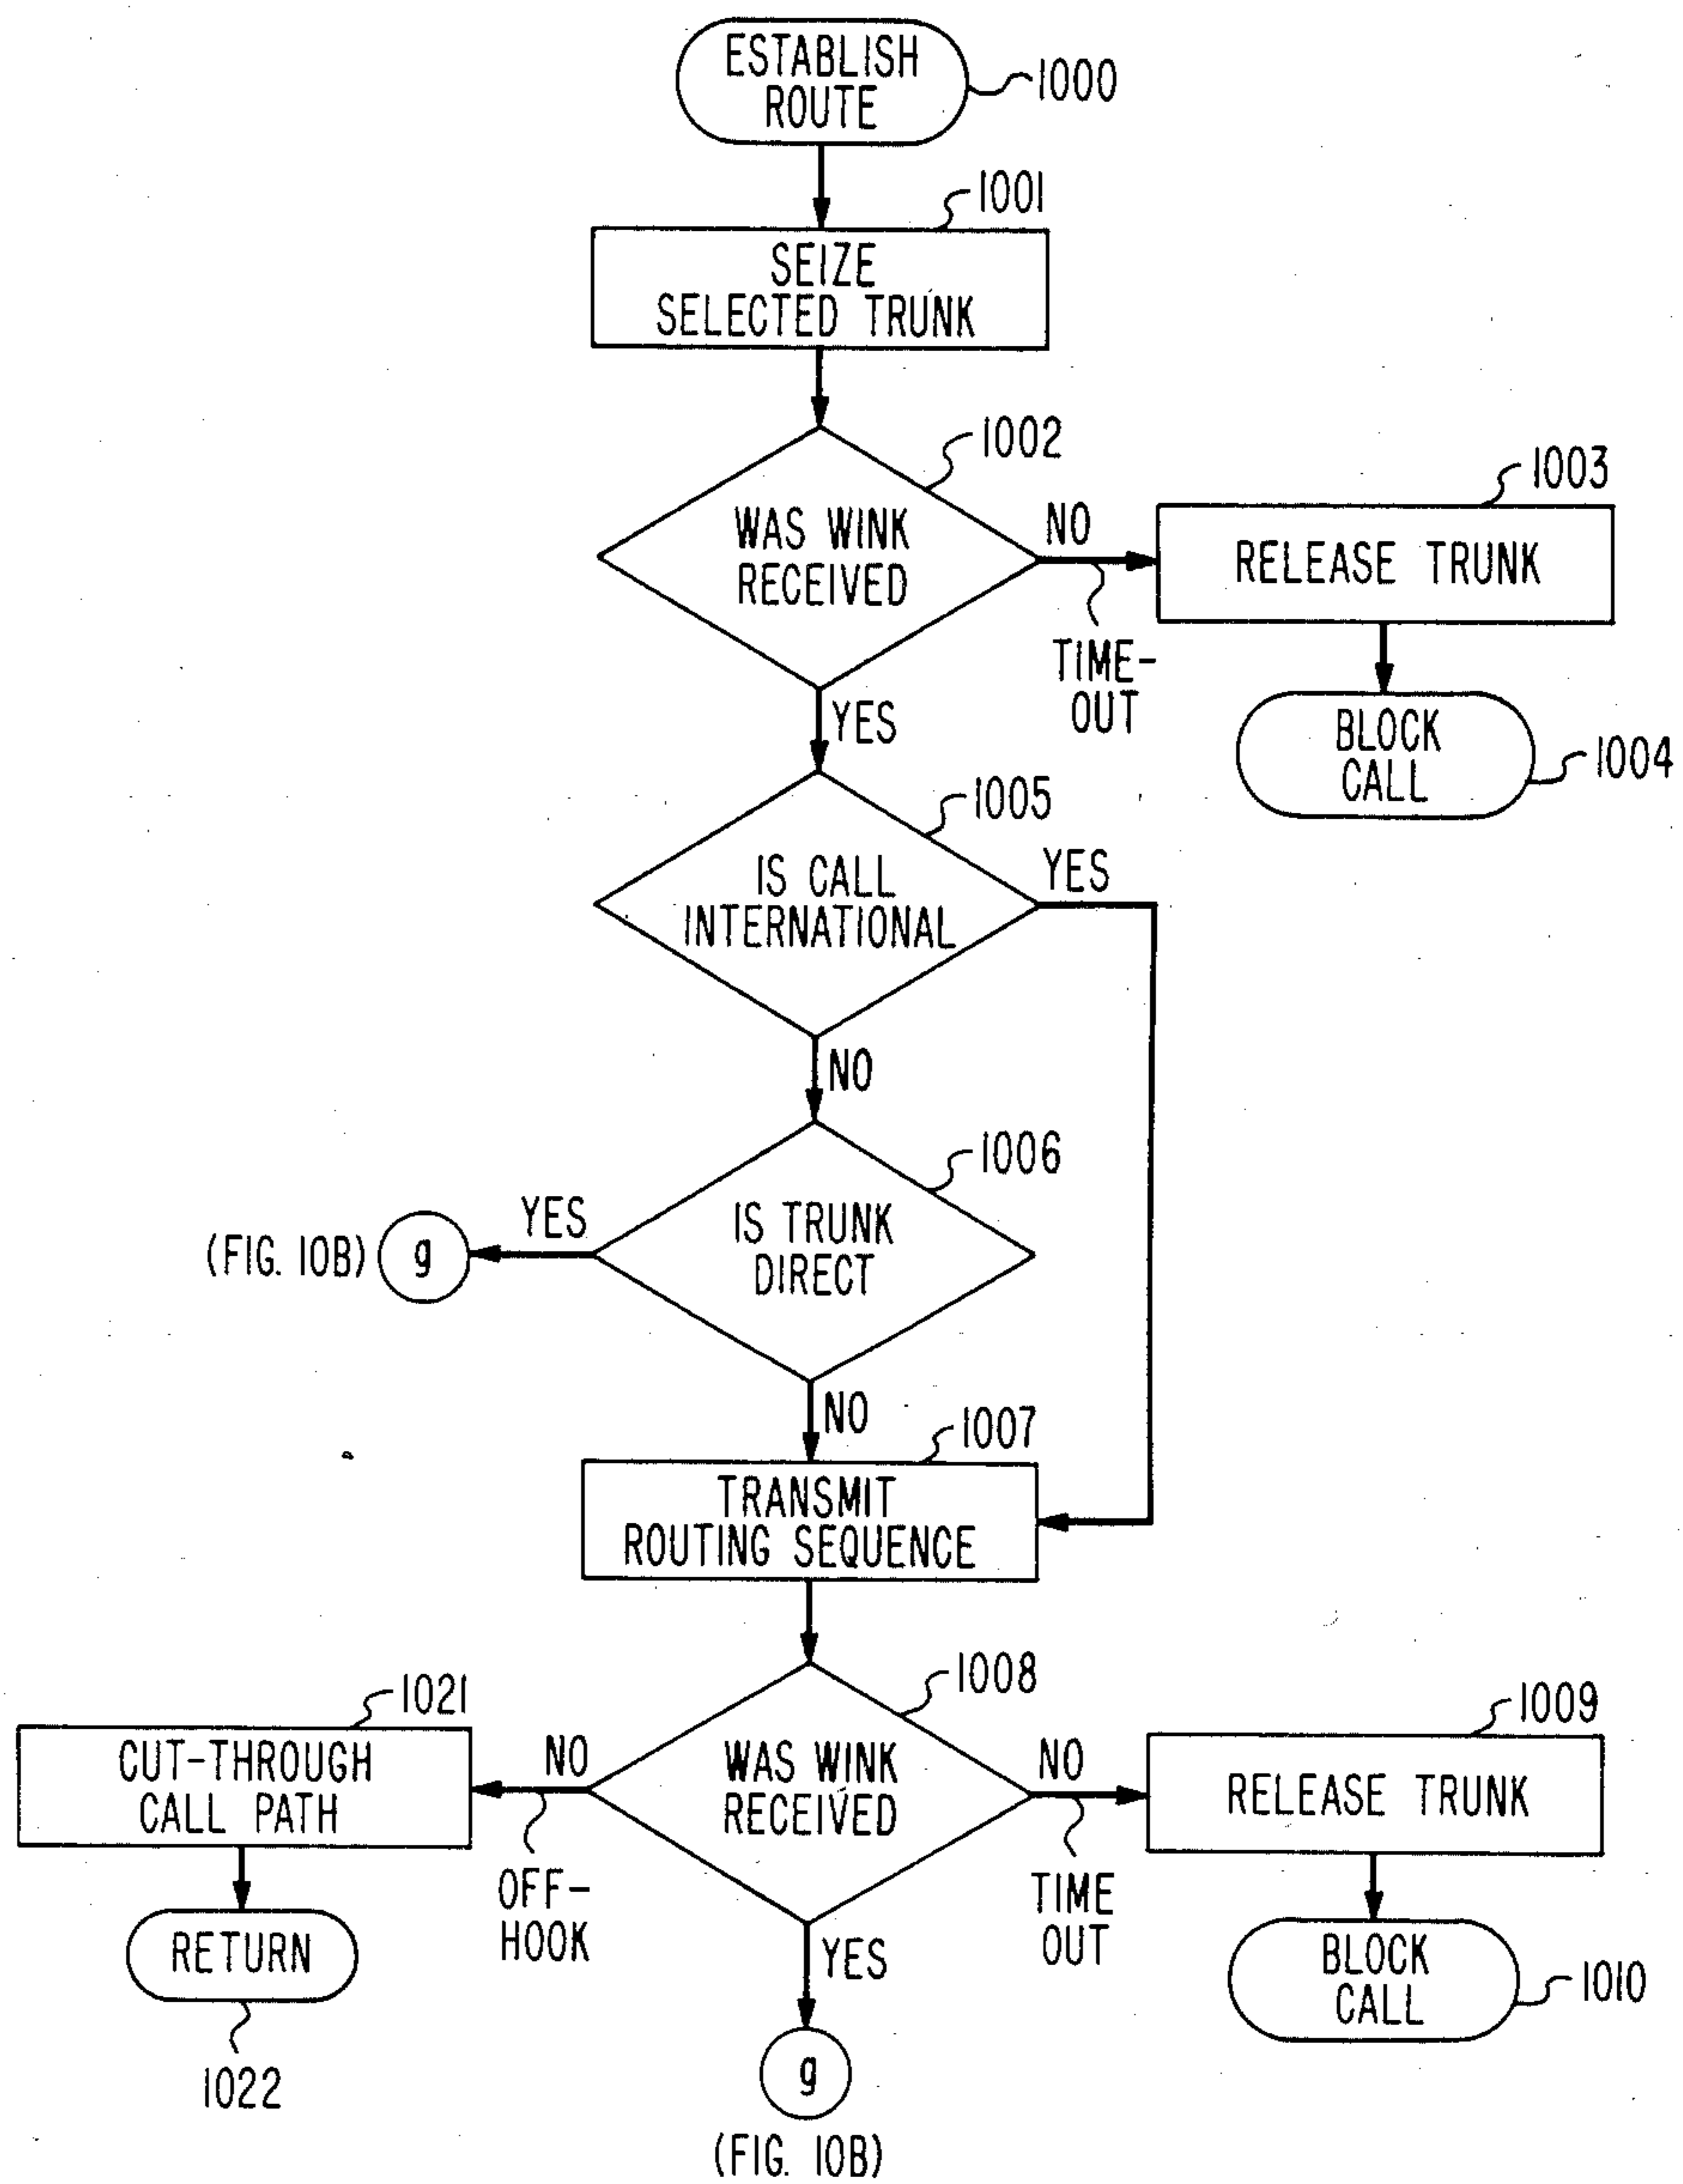 ESTABLISH
ROUTE
1000
1001
SEIZE
SELECTED TRUNK
1002
WAS WINK
RECEIVED
NO
TIME-
OUT
1003
RELEASE TRUNK
BLOCK
CALL
1004
YES
1005
IS CALL
INTERNATIONAL
YES
NO
1006
IS TRUNK
DIRECT
YES
(FIG. 10B)
g
NO
1007
TRANSMIT
ROUTING SEQUENCE
1008
WAS WINK
RECEIVED
NO
OFF-
HOOK
1021
CUT-THROUGH
CALL PATH
RETURN
1022
NO
TIME
OUT
1009
RELEASE TRUNK
BLOCK
CALL
1010
YES
g
(FIG. 10B)